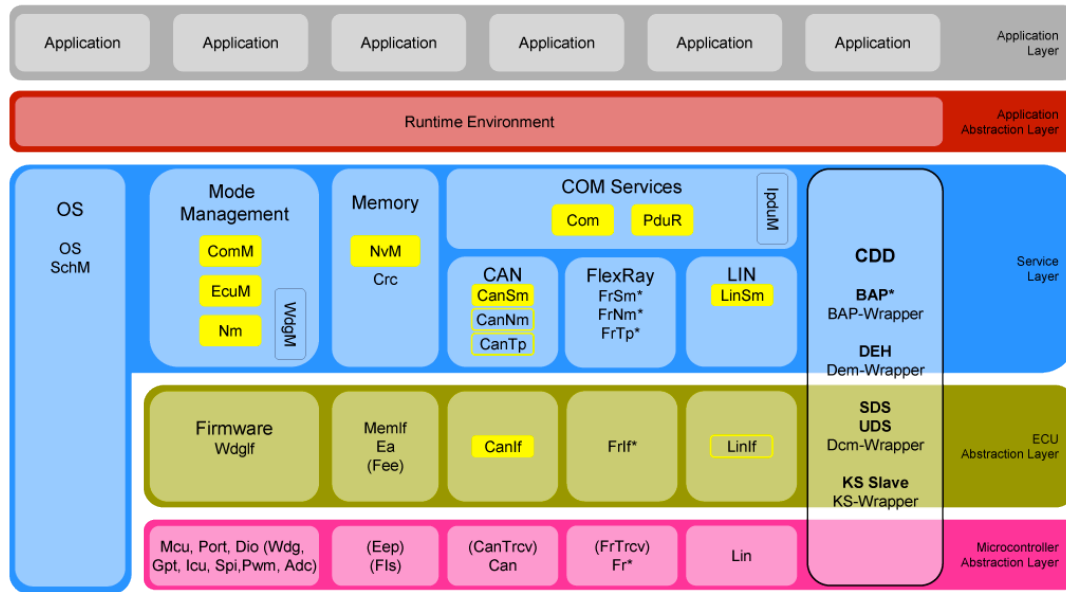 Application
Application
Application
Application
Application
Application
Application
Layer
Runtime Environment
Application
Abstraction Layer
OS
OS
SchM
Mode
Management
ComM
EcuM
Nm
WdgM
Memory
NvM
Crc
COM Services
Com
PduR
IpduM
CAN
CanSm
CanNm
CanTp
FlexRay
FrSm*
FrNm*
FrTp*
LIN
LinSm
CDD
BAP*
BAP-Wrapper
DEH
Dem-Wrapper
SDS
UDS
Dcm-Wrapper
KS Slave
KS-Wrapper
Service
Layer
Firmware
WdgIf
MemIf
Ea
(Fee)
CanIf
FrIf*
LinIf
ECU
Abstraction Layer
Mcu, Port, Dio (Wdg,
Gpt, Icu, Spi,Pwm, Adc)
(Eep)
(Fls)
(CanTrcv)
Can
(FrTrcv)
Fr*
Lin
Microcontroller
Abstraction Layer